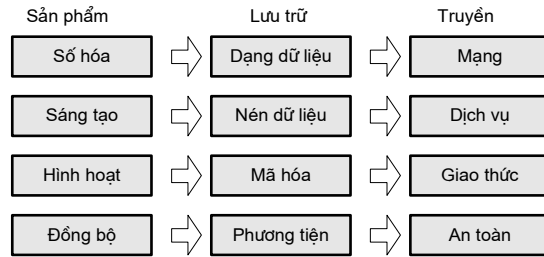 Sản phẩm Lưu trữ Truyền
Số hóa Dạng dữ liệu Mạng
Sáng tạo Nén dữ liệu Dịch vụ
Hình hoạt Mã hóa Giao thức
Đồng bộ Phương tiện An toàn